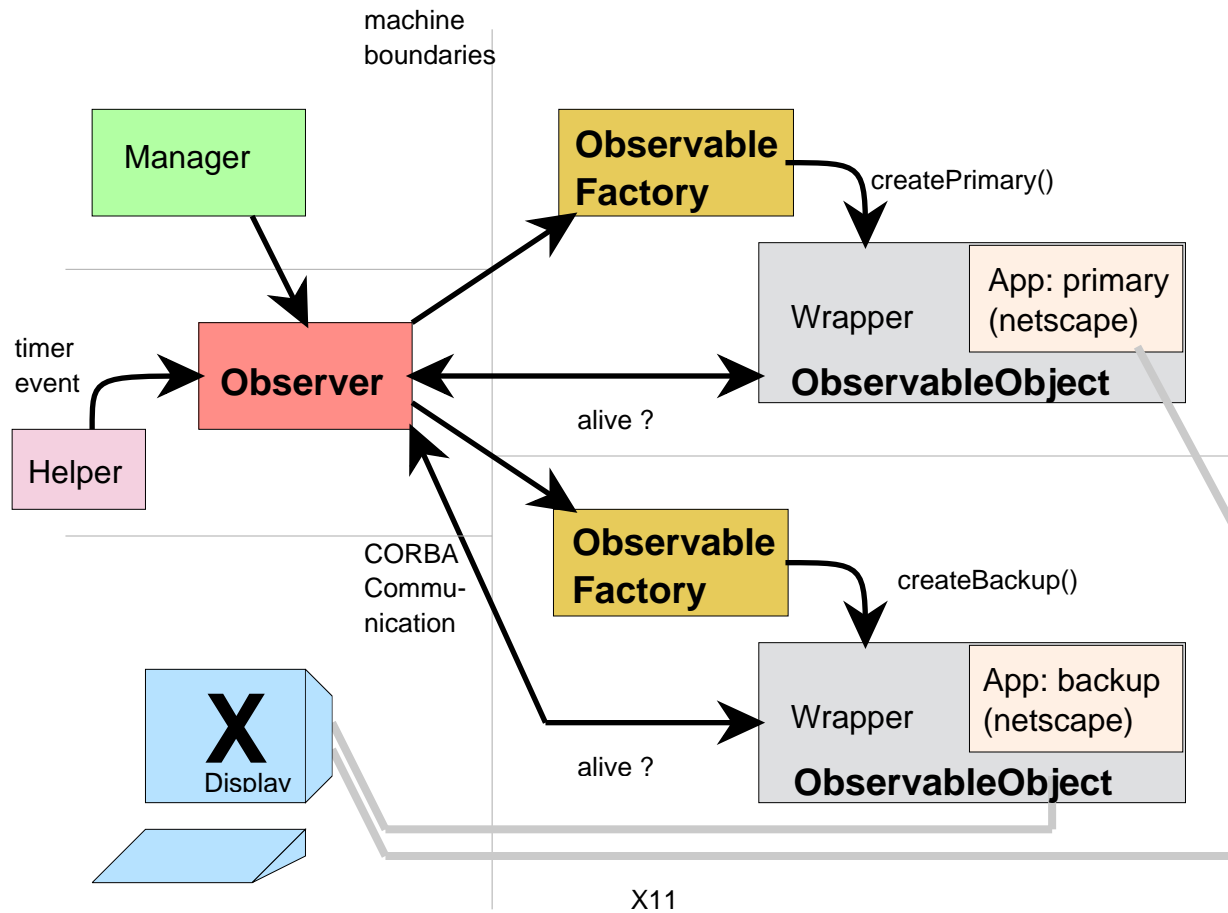 machine
boundaries
Manager
Observable
Factory
createPrimary()
App: primary
(netscape)
Wrapper
ObservableObject
timer
event
Observer
alive ?
Helper
Observable
Factory
CORBA
Commu-
nication
createBackup()
App: backup
(netscape)
Wrapper
ObservableObject
alive ?
X
Display
X11